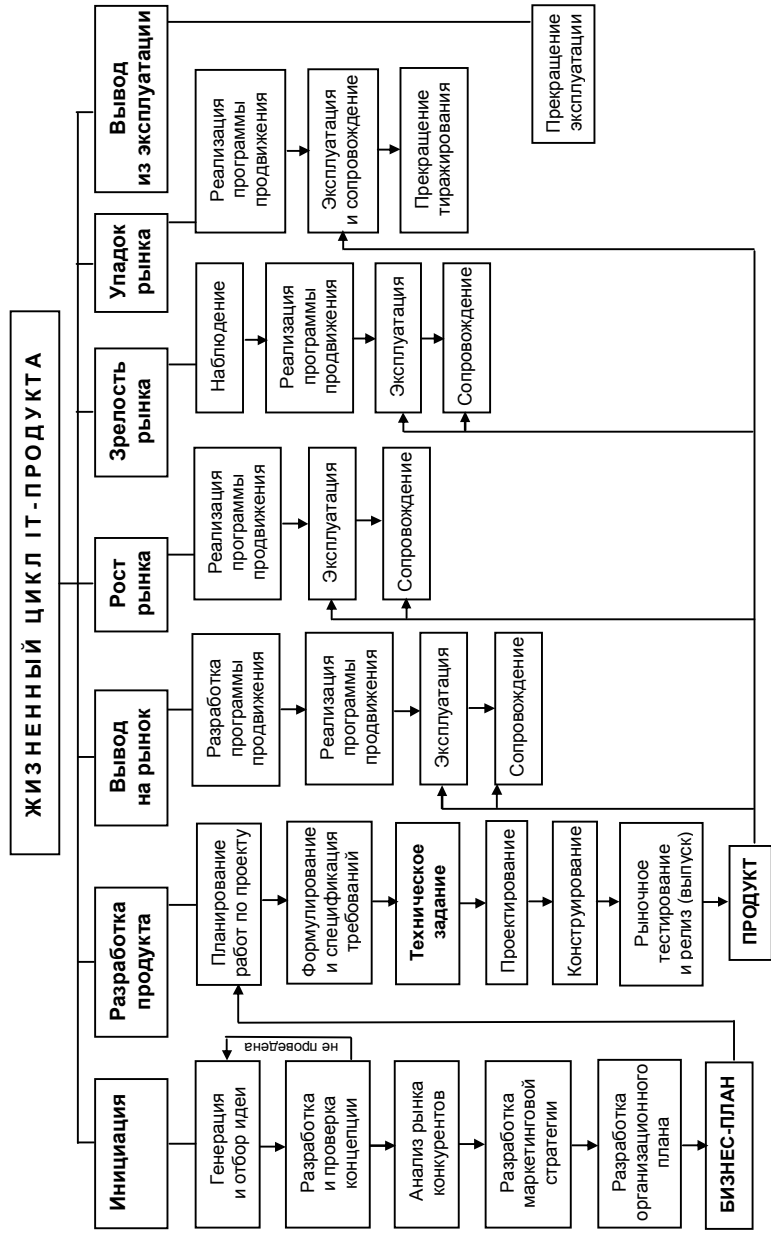 ЖИЗНЕННЫЙ ЦИКЛ IT-ПРОДУКТА
Инициация
Генерация
и отбор идеи
не проведена
Разработка
и проверка
концепции
Анализ рынка
конкурентов
Разработка
маркетинговой
стратегии
Разработка
организационного
плана
БИЗНЕС-ПЛАН
Разработка
продукта
Планирование
работ по проекту
Формулирование
и спецификация
требований
Техническое
задание
Проектирование
Конструирование
Рыночное
тестирование
и релиз (выпуск)
ПРОДУКТ
Вывод
на рынок
Разработка
программы
продвижения
Реализация
программы
продвижения
Эксплуатация
Сопровождение
Рост
рынка
Реализация
программы
продвижения
Эксплуатация
Сопровождение
Зрелость
рынка
Наблюдение
Реализация
программы
продвижения
Эксплуатация
Сопровождение
Упадок
рынка
Реализация
программы
продвижения
Эксплуатация
и сопровождение
Прекращение
тиражирования
Вывод
из эксплуатации
Прекращение
эксплуатации